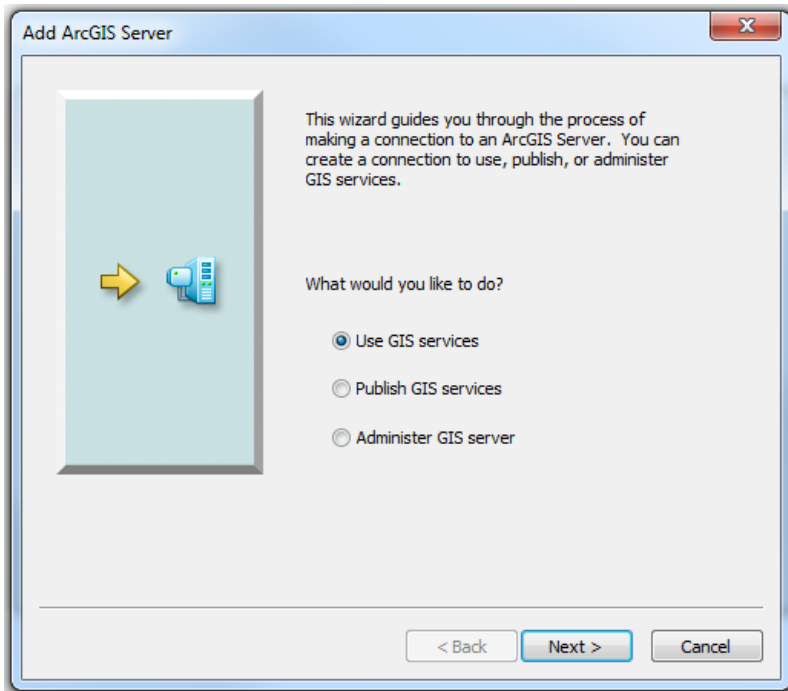 Add ArcGIS Server
This wizard guides you through the process of
making a connection to an ArcGIS Server.  You can
create a connection to use, publish, or administer
GIS services.
What would you like to do?
Use GIS services
Publish GIS services
Administer GIS server
< Back
Next >
Cancel